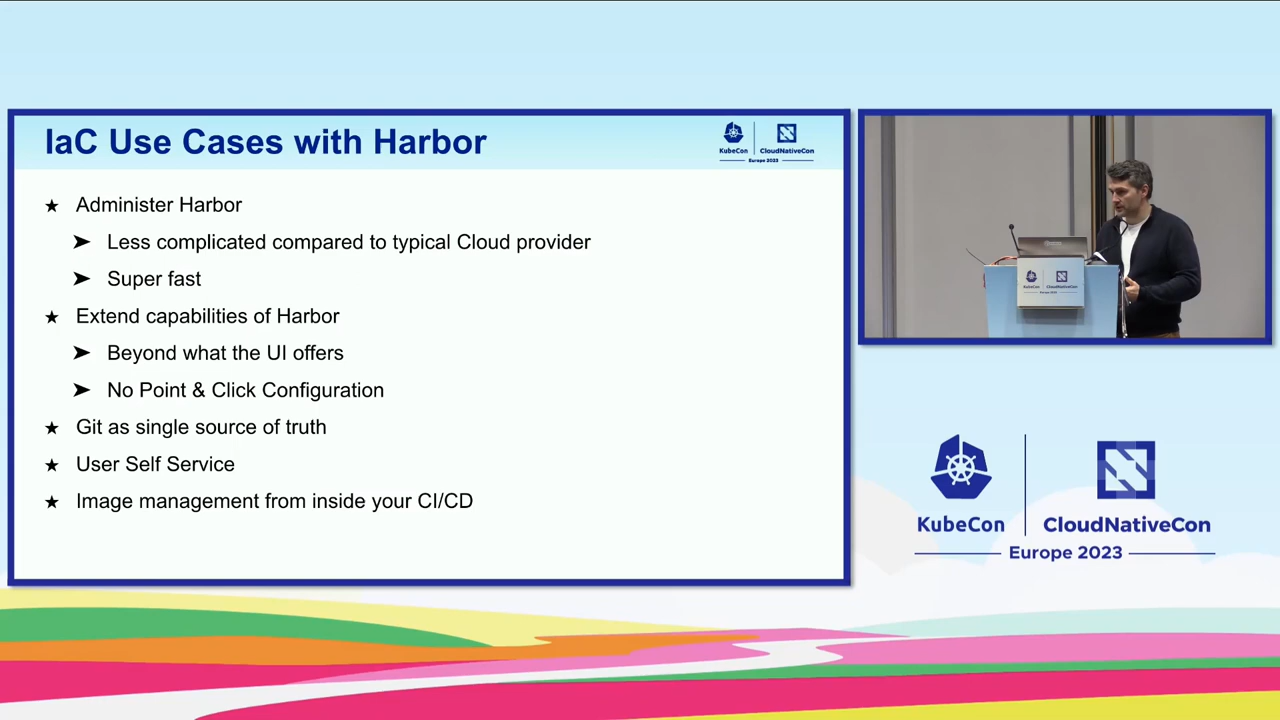 IaC Use Cases with Harbor
KubeCon
CloudNativeCon
Europe 2023
★ Administer Harbor
➤ Less complicated compared to typical Cloud provider
➤ Super fast
★ Extend capabilities of Harbor
➤ Beyond what the UI offers
➤ No Point & Click Configuration
★ Git as single source of truth
★ User Self Service
★ Image management from inside your CI/CD
KubeCon
CloudNativeCon
Europe 2023